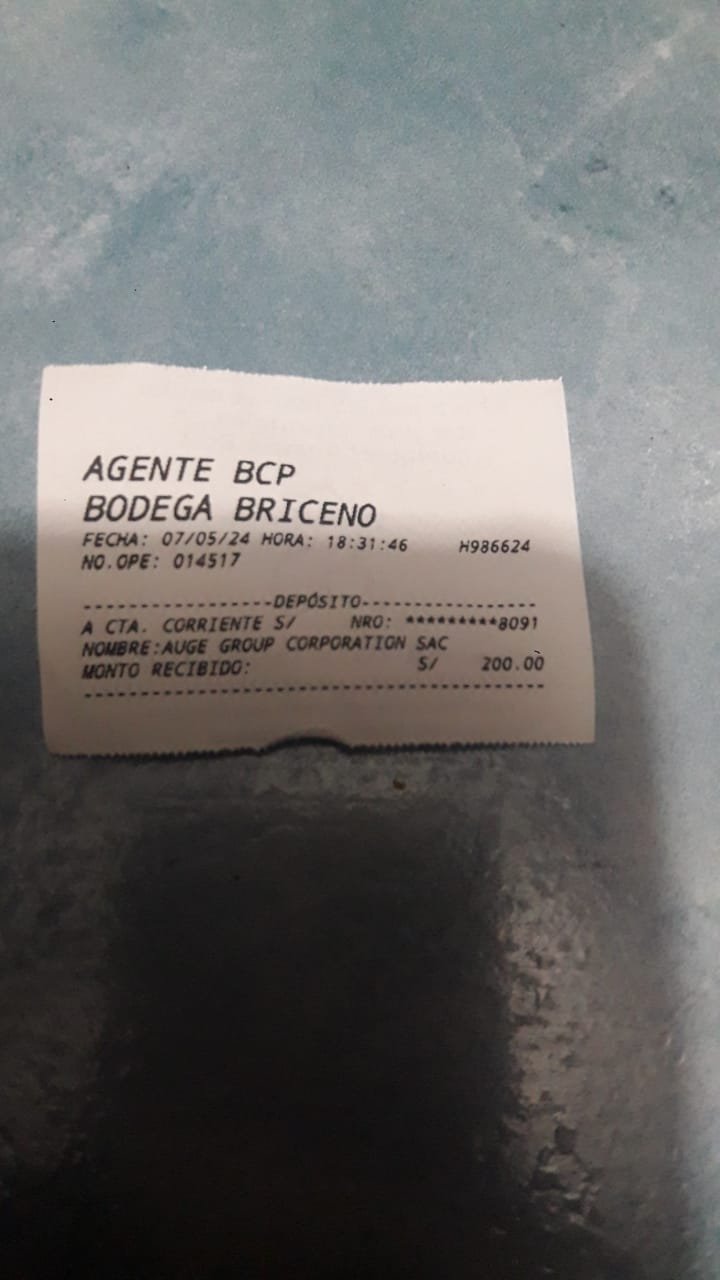 AGENTE BCP
BODEGA BRICENO
FECHA: 07/05/24 HORA: 18:31:46 H986624
NO.OPE: 014517
-----------------DEPÓSITO-----------------
A CTA. CORRIENTE S/ NRO: *********8091
NOMBRE:AUGE GROUP CORPORATION SAC
MONTO RECIBIDO: S/ 200.00
------------------------------------------